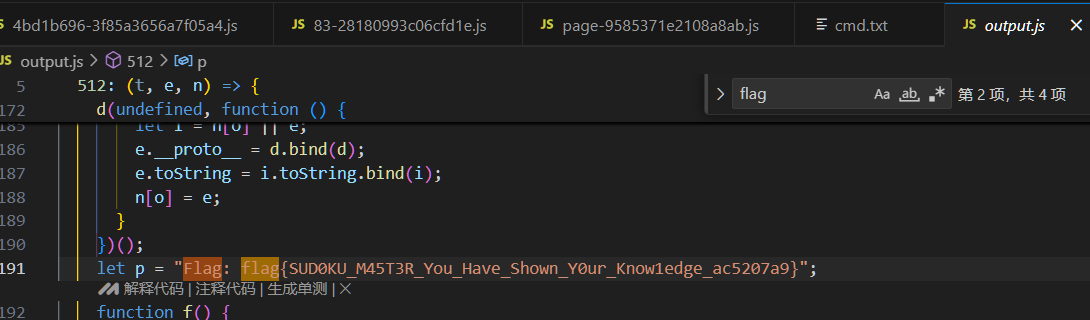 JS 4bd1b696-3f85a3656a7f05a4.js JS 83-28180993c06cfd1e.js JS page-9585371e2108a8ab.js cmd.txt JS output.js ×
JS output.js > 512 > p
5 512: (t, e, n) => {
flag Aa ab .* 第 2 项，共 4 项
172 d(undefined, function () {
185 let i = n[o] || e;
186 e.__proto__ = d.bind(d);
187 e.toString = i.toString.bind(i);
188 n[o] = e;
189 }
190 })();
191 let p = "Flag: flag{SUD0KU_M45T3R_You_Have_Shown_Y0ur_Know1edge_ac5207a9}";
解释代码 | 注释代码 | 生成单测 | ×
192 function f() {